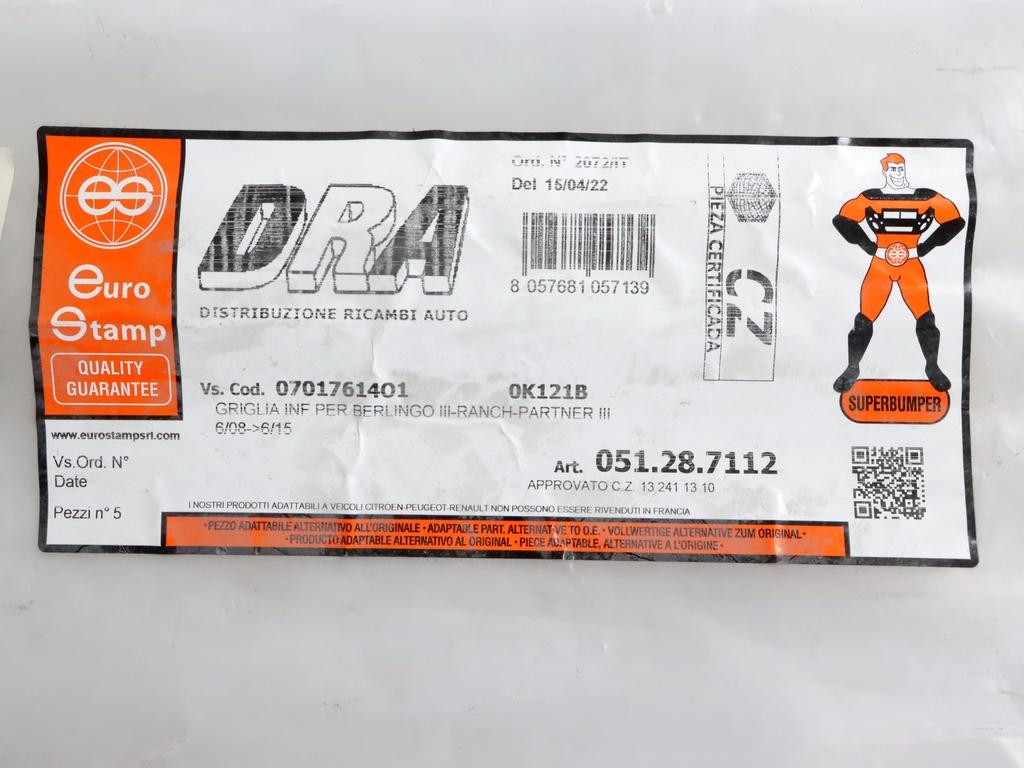 es
euro
Stamp
QUALITY
GUARANTEE
www.eurostampsrl.com
Vs.Ord. N°
Date
Pezzi n° 5
DRA
DISTRIBUZIONE RICAMBI AUTO
Ord. N° 2072/IT
Del 15/04/22
8 057681 057139
PIEZA CERTIFICADA
CZ
Vs. Cod. 0701761401 0K121B
GRIGLIA INF. PER BERLINGO III-RANCH-PARTNER III
6/08->6/15
Art. 051.28.7112
APPROVATO C.Z. 13 241 13 10
I NOSTRI PRODOTTI ADATTABILI A VEICOLI CITROEN-PEUGEOT-RENAULT NON POSSONO ESSERE RIVENDUTI IN FRANCIA
•PEZZO ADATTABILE ALTERNATIVO ALL'ORIGINALE • ADAPTABLE PART. ALTERNATIVE TO O.E. • VOLLWERTIGE ALTERNATIVE ZUM ORIGINAL•
•PRODUCTO ADAPTABLE ALTERNATIVO AL ORIGINAL • PIECE ADAPTABLE, ALTERNATIVE A L'ORIGINE•
es
SUPERBUMPER